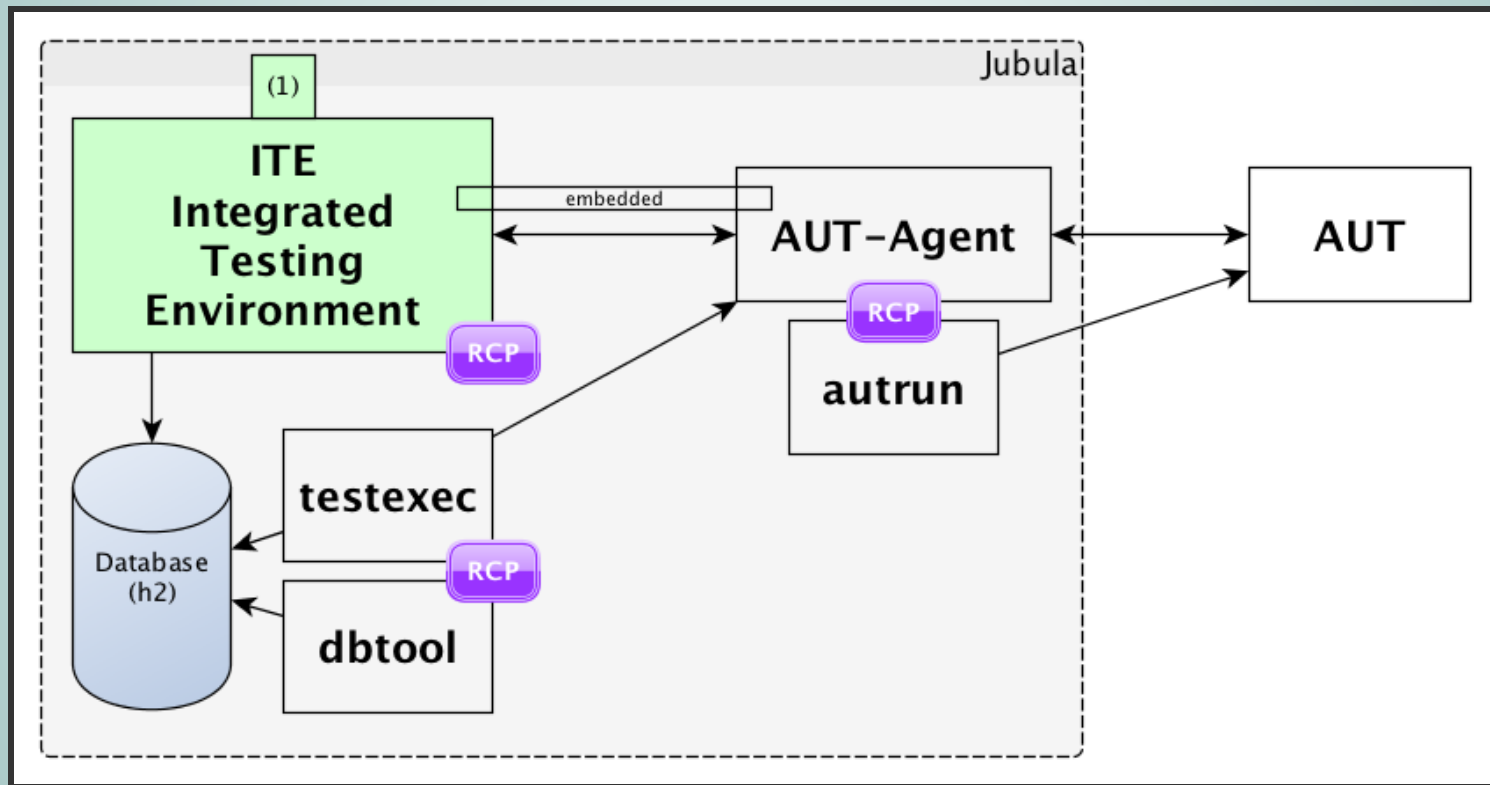 Jubula
(1)
ITE
Integrated
Testing
Environment
RCP
embedded
AUT-Agent
RCP
autrun
AUT
testexec
RCP
dbtool
Database
(h2)